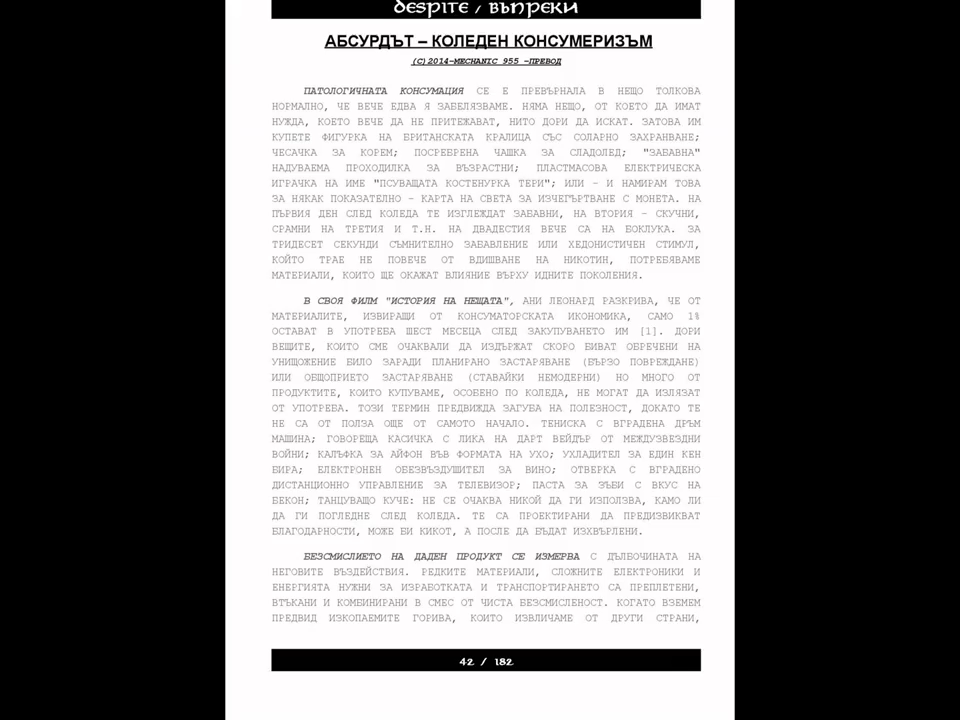 DESPITE / ВЪПРЕКИ
АБСУРДЪТ – КОЛЕДЕН КОНСУМЕРИЗЪМ
(C)2014-MECHANIC 955 -ПРЕВОД
ПАТОЛОГИЧНАТА КОНСУМАЦИЯ СЕ Е ПРЕВЪРНАЛА В НЕЩО ТОЛКОВА
НОРМАЛНО, ЧЕ ВЕЧЕ ЕДВА Я ЗАБЕЛЯЗВАМЕ. НЯМА НЕЩО, ОТ КОЕТО ДА ИМАТ
НУЖДА, КОЕТО ВЕЧЕ ДА НЕ ПРИТЕЖАВАТ, НИТО ДОРИ ДА ИСКАТ. ЗАТОВА ИМ
КУПЕТЕ ФИГУРКА НА БРИТАНСКАТА КРАЛИЦА СЪС СОЛАРНО ЗАХРАНВАНЕ;
ЧЕСАЧКА ЗА КОРЕМ; ПОСРЕБРЕНА ЧАШКА ЗА СЛАДОЛЕД; "ЗАБАВНА"
НАДУВАЕМА ПРОХОДИЛКА ЗА ВЪЗРАСТНИ; ПЛАСТМАСОВА ЕЛЕКТРИЧЕСКА
ИГРАЧКА НА ИМЕ "ПСУВАЩАТА КОСТЕНУРКА ТЕРИ"; ИЛИ – И НАМИРАМ ТОВА
ЗА НЯКАК ПОКАЗАТЕЛНО – КАРТА НА СВЕТА ЗА ИЗЧЕГЪРТВАНЕ С МОНЕТА. НА
ПЪРВИЯ ДЕН СЛЕД КОЛЕДА ТЕ ИЗГЛЕЖДАТ ЗАБАВНИ, НА ВТОРИЯ – СКУЧНИ,
СРАМНИ НА ТРЕТИЯ И Т.Н. НА ДВАДЕСТИЯ ВЕЧЕ СА НА БОКЛУКА. ЗА
ТРИДЕСЕТ СЕКУНДИ СЪМНИТЕЛНО ЗАБАВЛЕНИЕ ИЛИ ХЕДОНИСТИЧЕН СТИМУЛ,
КОЙТО ТРАЕ НЕ ПОВЕЧЕ ОТ ВДИШВАНЕ НА НИКОТИН, ПОТРЕБЯВАМЕ
МАТЕРИАЛИ, КОИТО ЩЕ ОКАЖАТ ВЛИЯНИЕ ВЪРХУ ИДНИТЕ ПОКОЛЕНИЯ.
В СВОЯ ФИЛМ "ИСТОРИЯ НА НЕЩАТА", АНИ ЛЕОНАРД РАЗКРИВА, ЧЕ ОТ
МАТЕРИАЛИТЕ, ИЗВИРАЩИ ОТ КОНСУМАТОРСКАТА ИКОНОМИКА, САМО 1%
ОСТАВАТ В УПОТРЕБА ШЕСТ МЕСЕЦА СЛЕД ЗАКУПУВАНЕТО ИМ [1]. ДОРИ
ВЕЩИТЕ, КОИТО СМЕ ОЧАКВАЛИ ДА ИЗДЪРЖАТ СКОРО БИВАТ ОБРЕЧЕНИ НА
УНИЩОЖЕНИЕ БИЛО ЗАРАДИ ПЛАНИРАНО ЗАСТАРЯВАНЕ (БЪРЗО ПОВРЕЖДАНЕ)
ИЛИ ОБЩОПРИЕТО ЗАСТАРЯВАНЕ (СТАВАЙКИ НЕМОДЕРНИ) НО МНОГО ОТ
ПРОДУКТИТЕ, КОИТО КУПУВАМЕ, ОСОБЕНО ПО КОЛЕДА, НЕ МОГАТ ДА ИЗЛЯЗАТ
ОТ УПОТРЕБА. ТОЗИ ТЕРМИН ПРЕДВИЖДА ЗАГУБА НА ПОЛЕЗНОСТ, ДОКАТО ТЕ
НЕ СА ОТ ПОЛЗА ОЩЕ ОТ САМОТО НАЧАЛО. ТЕНИСКА С ВГРАДЕНА ДРЪМ
МАШИНА; ГОВОРЕЩА КАСИЧКА С ЛИКА НА ДАРТ ВЕЙДЪР ОТ МЕЖДУЗВЕЗДНИ
ВОЙНИ; КАЛЪФКА ЗА АЙФОН ВЪВ ФОРМАТА НА УХО; УХЛАДИТЕЛ ЗА ЕДИН КЕН
БИРА; ЕЛЕКТРОНЕН ОБЕЗВЪЗДУШИТЕЛ ЗА ВИНО; ОТВЕРКА С ВГРАДЕНО
ДИСТАНЦИОННО УПРАВЛЕНИЕ ЗА ТЕЛЕВИЗОР; ПАСТА ЗА ЗЪБИ С ВКУС НА
БЕКОН; ТАНЦУВАЩО КУЧЕ: НЕ СЕ ОЧАКВА НИКОЙ ДА ГИ ИЗПОЛЗВА, КАМО ЛИ
ДА ГИ ПОГЛЕДНЕ СЛЕД КОЛЕДА. ТЕ СА ПРОЕКТИРАНИ ДА ПРЕДИЗВИКВАТ
БЛАГОДАРНОСТИ, МОЖЕ БИ КИКОТ, А ПОСЛЕ ДА БЪДАТ ИЗХВЪРЛЕНИ.
БЕЗСМИСЛИЕТО НА ДАДЕН ПРОДУКТ СЕ ИЗМЕРВА С ДЪЛБОЧИНАТА НА
НЕГОВИТЕ ВЪЗДЕЙСТВИЯ. РЕДКИТЕ МАТЕРИАЛИ, СЛОЖНИТЕ ЕЛЕКТРОНИКИ И
ЕНЕРГИЯТА НУЖНИ ЗА ИЗРАБОТКАТА И ТРАНСПОРТИРАНЕТО СА ПРЕПЛЕТЕНИ,
ВТЪКАНИ И КОМБИНИРАНИ В СМЕС ОТ ЧИСТА БЕЗСМИСЛЕНОСТ. КОГАТО ВЗЕМЕМ
ПРЕДВИД ИЗКОПАЕМИТЕ ГОРИВА, КОИТО ИЗВЛИЧАМЕ ОТ ДРУГИ СТРАНИ,
42 / 182